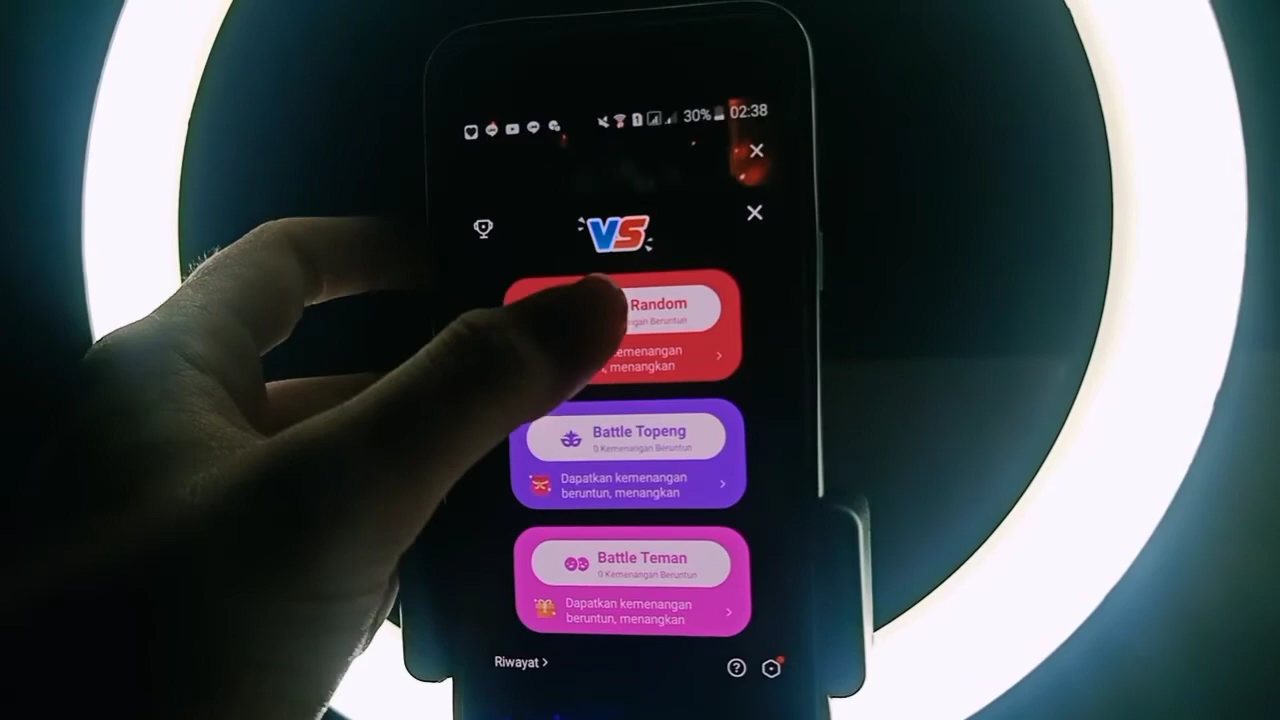 30% 02:38
VS
Random
Beruntun
menangkan
Battle Topeng
0 Kemenangan Beruntun
Dapatkan kemenangan
beruntun, menangkan
Battle Teman
0 Kemenangan Beruntun
Dapatkan kemenangan
beruntun, menangkan
Riwayat >